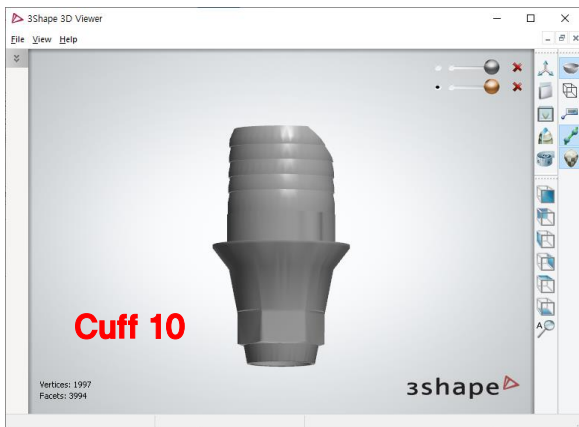 3Shape 3D Viewer
File View Help
Cuff 10
Vertices: 1997
Facets: 3994
3shape
A